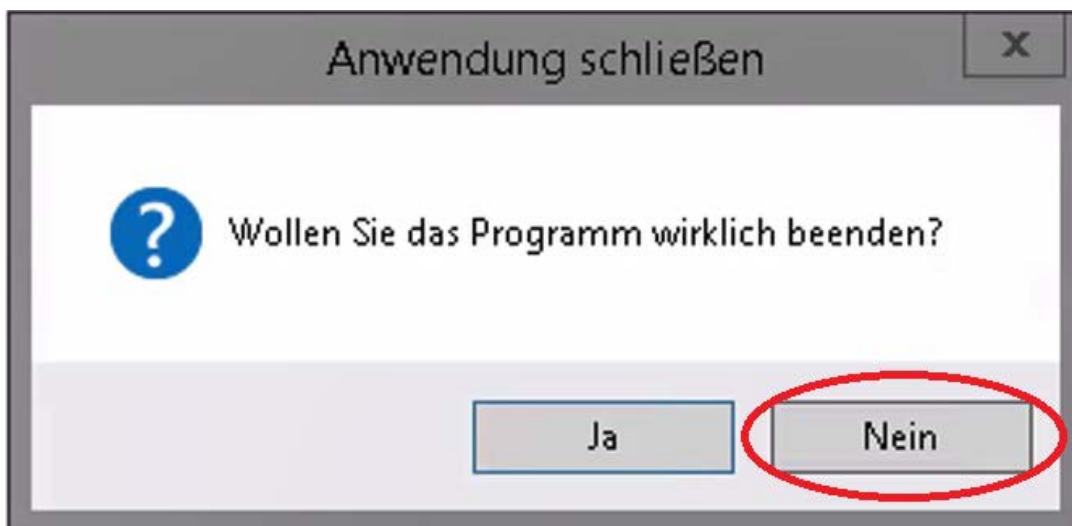 Anwendung schließen
x
?
Wollen Sie das Programm wirklich beenden?
Ja
Nein